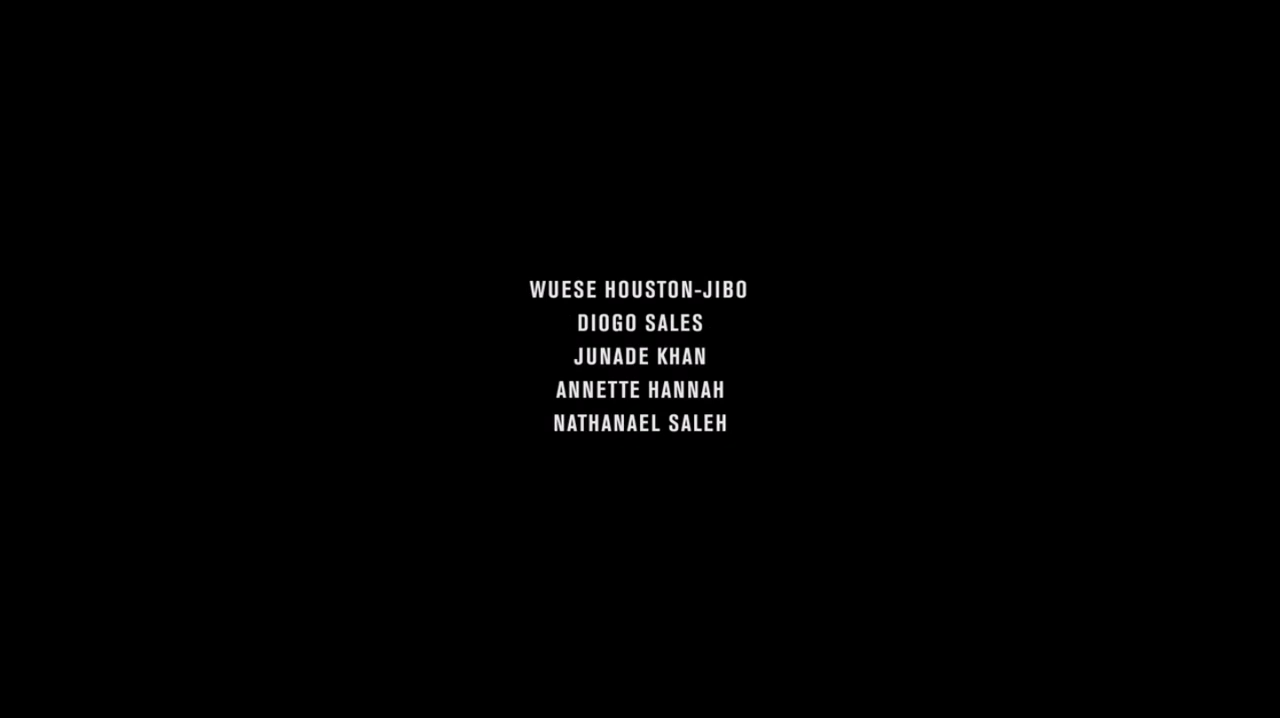 WUESE HOUSTON-JIBO
DIOGO SALES
JUNADE KHAN
ANNETTE HANNAH
NATHANAEL SALEH